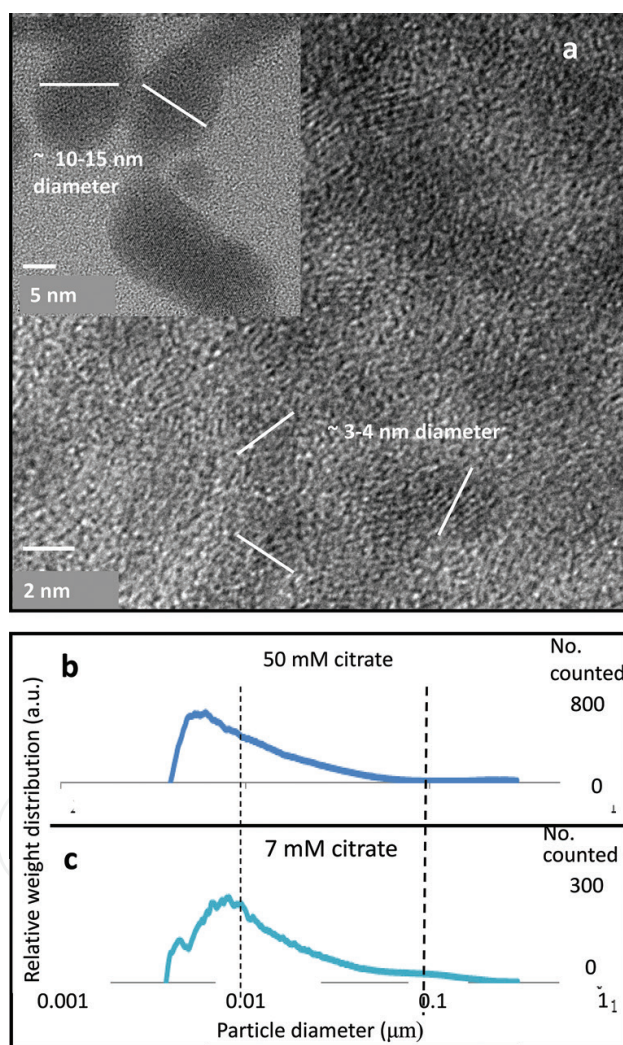 a
~ 10-15 nm
diameter
5 nm
~ 3-4 nm diameter
2 nm
Relative weight distribution (a.u.)
b
50 mM citrate
No.
counted
800
0
c
7 mM citrate
No.
counted
300
0
0.001
0.01
0.1
1
Particle diameter (μm)